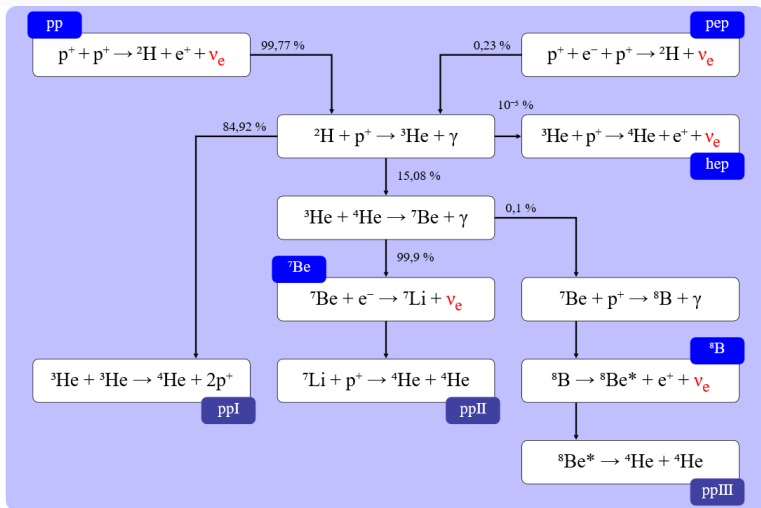 pp
pep
p⁺ + p⁺ → ²H + e⁺ + νₑ
99,77 %
0,23 %
p⁺ + e⁻ + p⁺ → ²H + νₑ
84,92 %
²H + p⁺ → ³He + γ
10⁻⁵ %
³He + p⁺ → ⁴He + e⁺ + νₑ
hep
15,08 %
³He + ⁴He → ⁷Be + γ
0,1 %
99,9 %
⁷Be
⁷Be + e⁻ → ⁷Li + νₑ
⁷Be + p⁺ → ⁸B + γ
⁸B
³He + ³He → ⁴He + 2p⁺
⁷Li + p⁺ → ⁴He + ⁴He
⁸B → ⁸Be* + e⁺ + νₑ
ppI
ppII
⁸Be* → ⁴He + ⁴He
ppIII